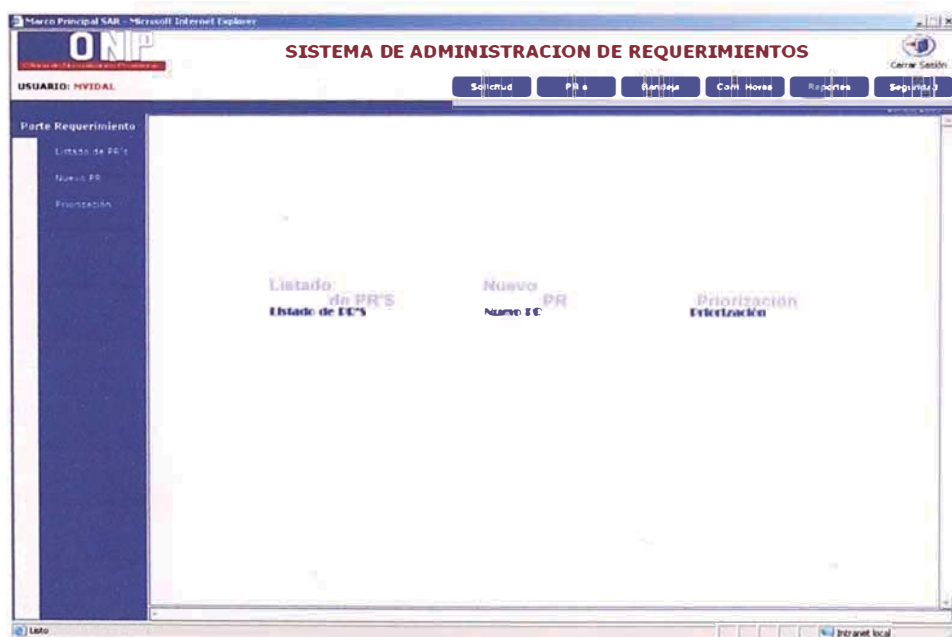 Marco Principal SAR - Microsoft Internet Explorer
ONP
SISTEMA DE ADMINISTRACION DE REQUERIMIENTOS
Cerrar Sesión
USUARIO: MVIDAL
Solicitud PR s Bandeja Cont Horas Reportes Seguridad
Parte Requerimiento
Listado de PR's
Nuevo PR
Priorización
Listado
de PR'S
Listado de PR'S
Nuevo
PR
Nuevo PR
Priorización
Priorización
Listo
Intranet local